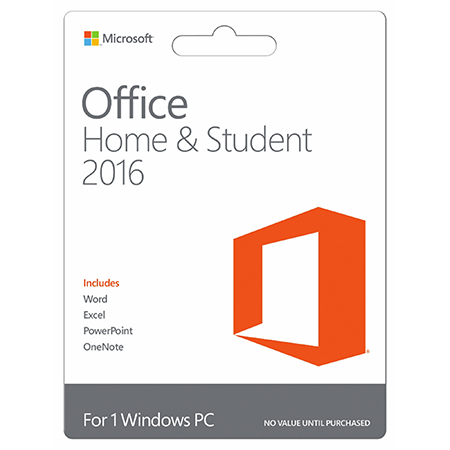 Microsoft
Office
Home & Student
2016
Includes
Word
Excel
PowerPoint
OneNote
For 1 Windows PC
NO VALUE UNTIL PURCHASED